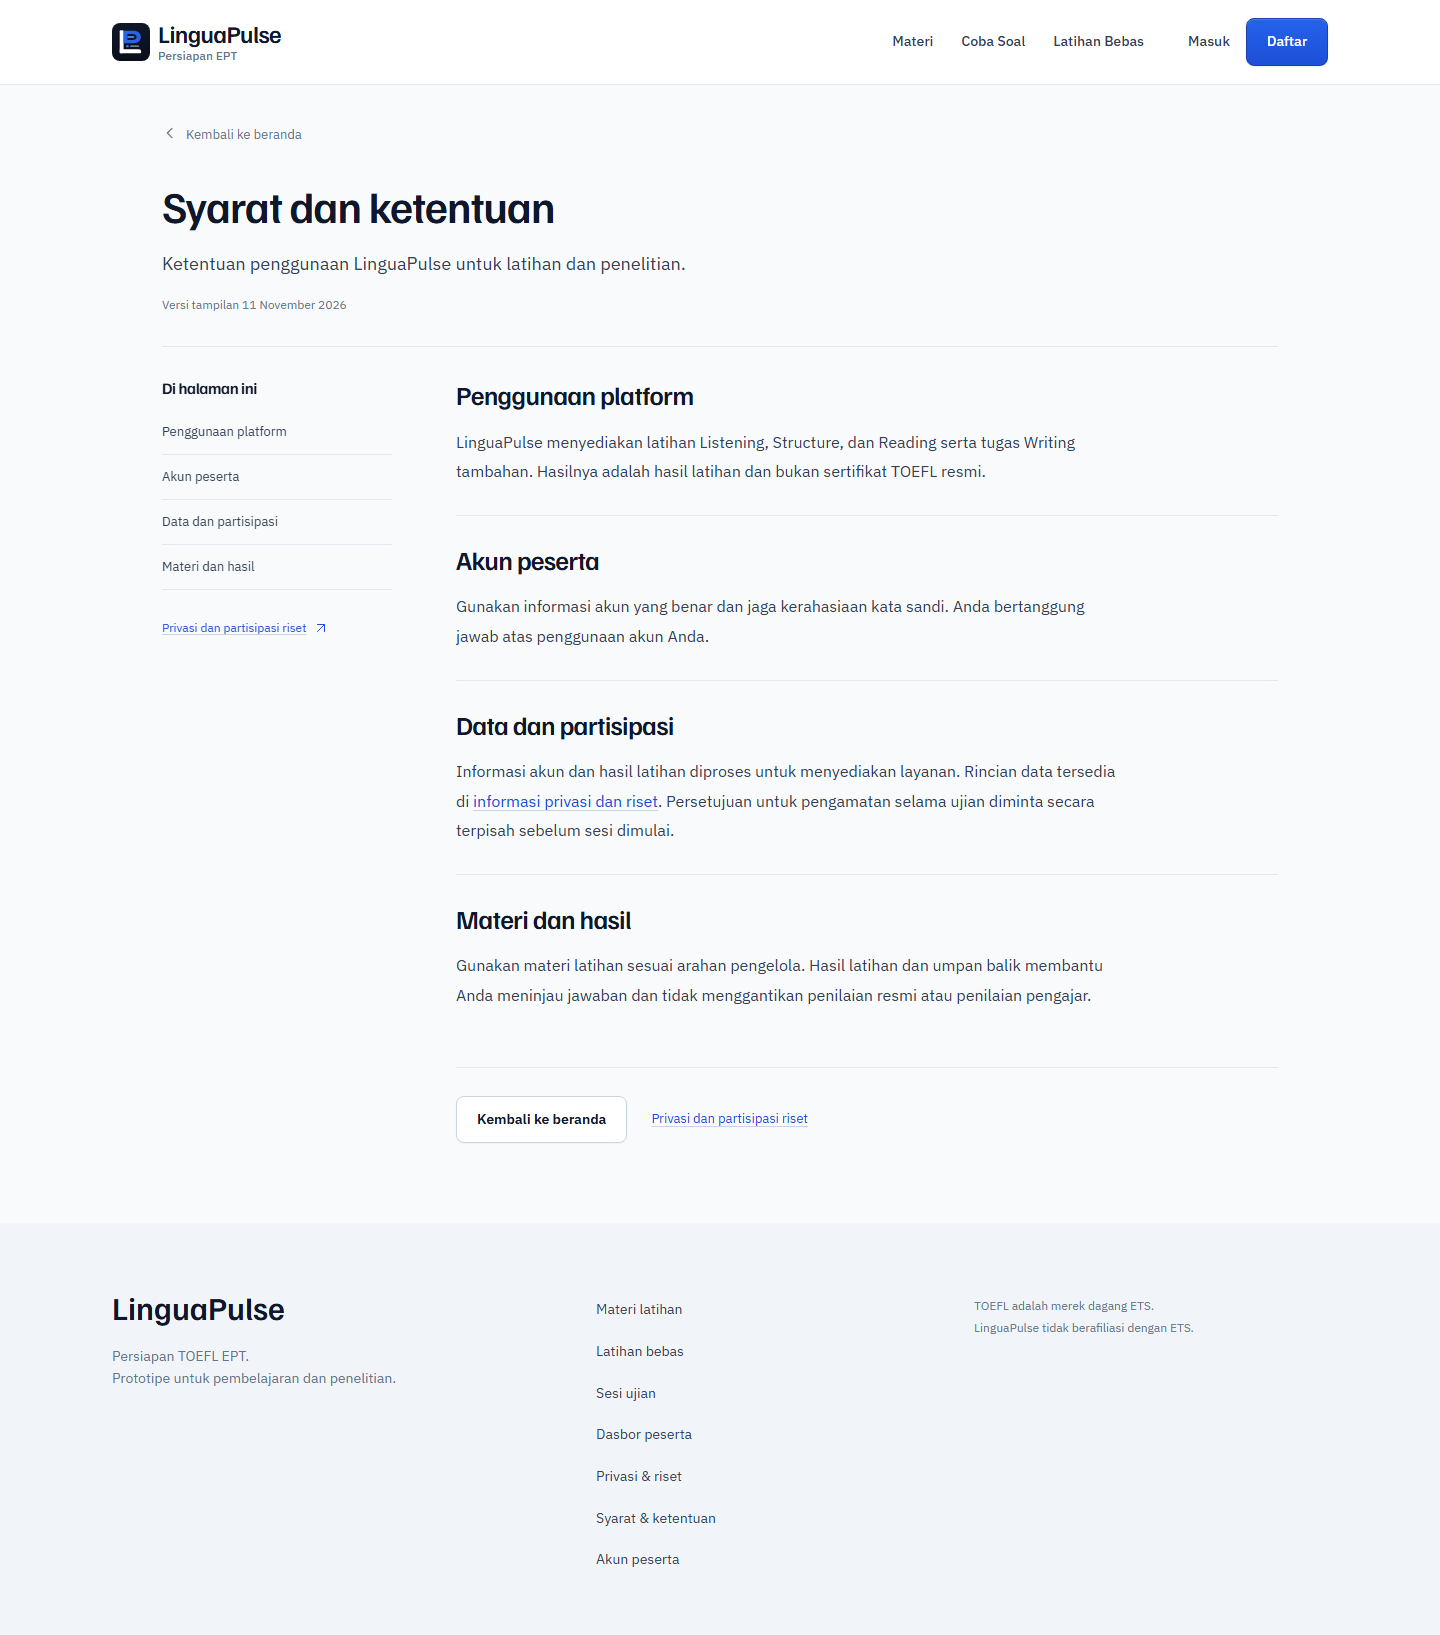 LinguaPulse
Persiapan EPT
Materi
Coba Soal
Latihan Bebas
Masuk
Daftar
Kembali ke beranda
Syarat dan ketentuan
Ketentuan penggunaan LinguaPulse untuk latihan dan penelitian.
Versi tampilan 11 November 2026
Di halaman ini
Penggunaan platform
Akun peserta
Data dan partisipasi
Materi dan hasil
Privasi dan partisipasi riset
Penggunaan platform
LinguaPulse menyediakan latihan Listening, Structure, dan Reading serta tugas Writing
tambahan. Hasilnya adalah hasil latihan dan bukan sertifikat TOEFL resmi.
Akun peserta
Gunakan informasi akun yang benar dan jaga kerahasiaan kata sandi. Anda bertanggung
jawab atas penggunaan akun Anda.
Data dan partisipasi
Informasi akun dan hasil latihan diproses untuk menyediakan layanan. Rincian data tersedia
di informasi privasi dan riset. Persetujuan untuk pengamatan selama ujian diminta secara
terpisah sebelum sesi dimulai.
Materi dan hasil
Gunakan materi latihan sesuai arahan pengelola. Hasil latihan dan umpan balik membantu
Anda meninjau jawaban dan tidak menggantikan penilaian resmi atau penilaian pengajar.
Kembali ke beranda
Privasi dan partisipasi riset
LinguaPulse
Persiapan TOEFL EPT.
Prototipe untuk pembelajaran dan penelitian.
Materi latihan
Latihan bebas
Sesi ujian
Dasbor peserta
Privasi & riset
Syarat & ketentuan
Akun peserta
TOEFL adalah merek dagang ETS.
LinguaPulse tidak berafiliasi dengan ETS.